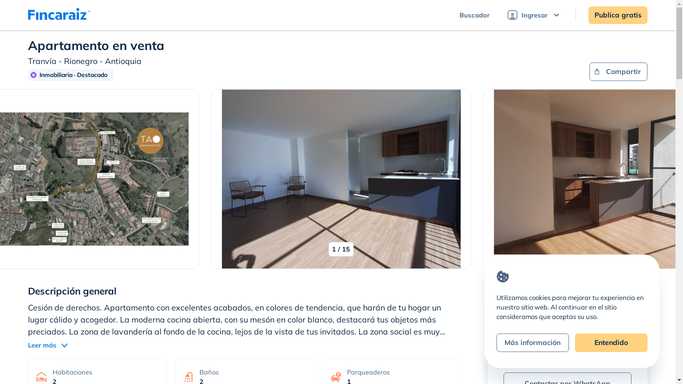 Fincaraiz
Buscador
Ingresar
Publica gratis
Apartamento en venta
Tranvía - Rionegro - Antioquia
Inmobiliaria · Destacado
Compartir
TAO
1 / 15
Descripción general
Cesión de derechos. Apartamento con excelentes acabados, en colores de tendencia, que harán de tu hogar
un lugar cálido y acogedor. La moderna cocina abierta, con su mesón en color blanco, destacará tus objetos más
preciados. La zona de lavandería al fondo de la cocina, lejos de la vista de tus invitados. La zona social es muy...
Leer más
Habitaciones
2
Baños
2
Parqueaderos
1
Utilizamos cookies para mejorar tu experiencia en
nuestro sitio web. Al continuar en el sitio
consideramos que aceptas su uso.
Más información
Entendido
Contactar por WhatsApp